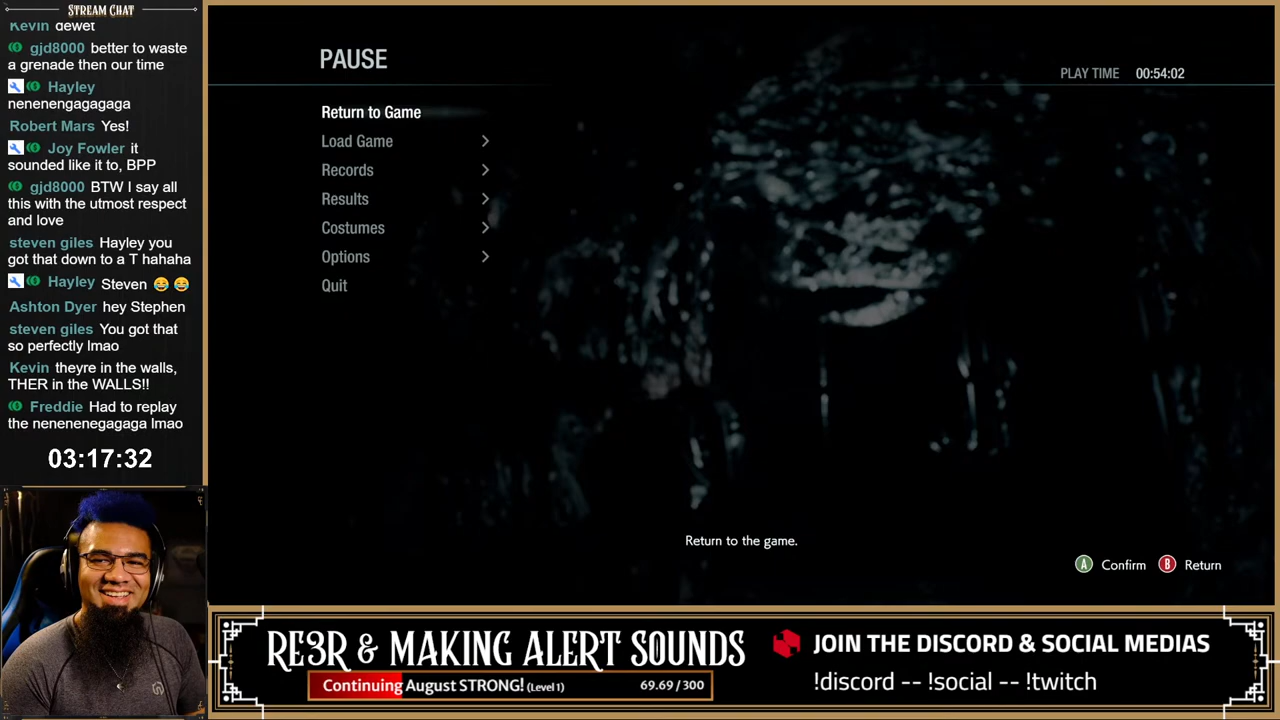 STREAM CHAT
Kevin dewet
gjd8000 better to waste
a grenade then our time
Hayley
nenenengagagaga
Robert Mars Yes!
Joy Fowler it
sounded like it to, BPP
gjd8000 BTW I say all
this with the utmost respect
and love
steven giles Hayley you
got that down to a T hahaha
Hayley Steven 😂 😂
Ashton Dyer hey Stephen
steven giles You got that
so perfectly lmao
Kevin theyre in the walls,
THER in the WALLS!!
Freddie Had to replay
the nenenenegagaga lmao
03:17:32
PAUSE
PLAY TIME 00:54:02
Return to Game
Load Game
Records
Results
Costumes
Options
Quit
Return to the game.
A Confirm B Return
RE3R & MAKING ALERT SOUNDS
Continuing August STRONG! (Level 1) 69.69 / 300
JOIN THE DISCORD & SOCIAL MEDIAS
!discord -- !social -- !twitch